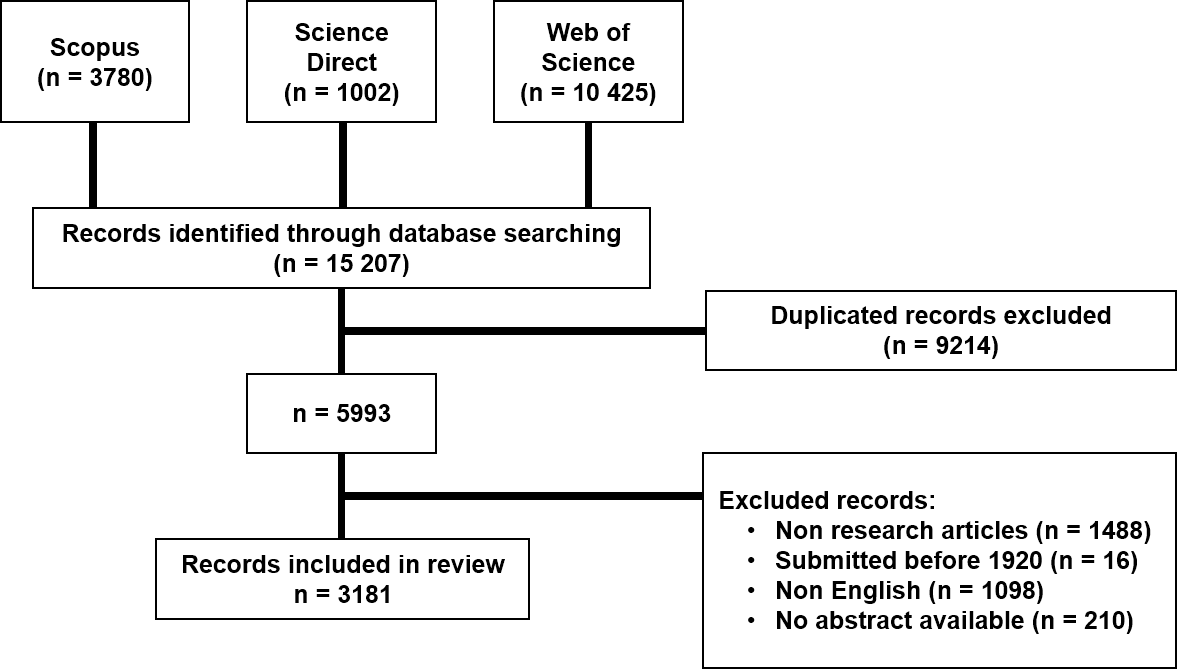 Scopus
(n = 3780)
Science
Direct
(n = 1002)
Web of
Science
(n = 10 425)
Records identified through database searching
(n = 15 207)
Duplicated records excluded
(n = 9214)
n = 5993
Excluded records:
• Non research articles (n = 1488)
• Submitted before 1920 (n = 16)
• Non English (n = 1098)
• No abstract available (n = 210)
Records included in review
n = 3181